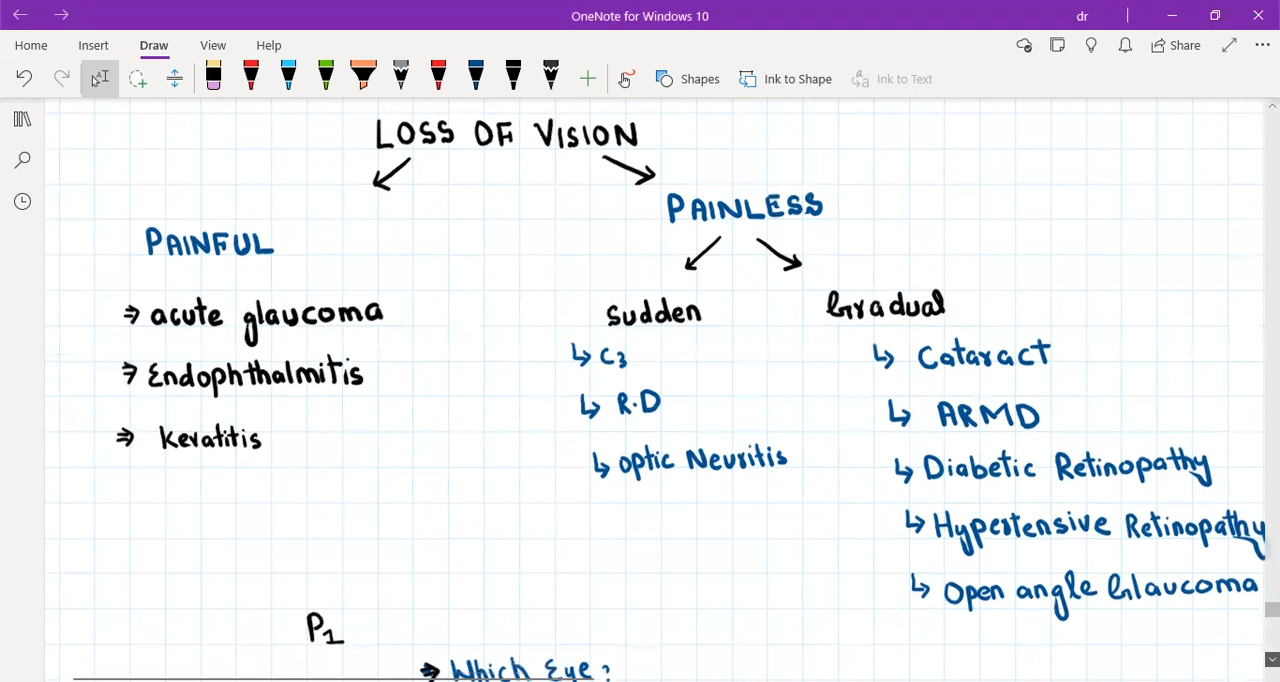 OneNote for Windows 10
dr
Home Insert Draw View Help
Share
Shapes Ink to Shape Ink to Text
LOSS OF VISION
PAINFUL
⇒ acute glaucoma
⇒ Endophthalmitis
⇒ keratitis
PAINLESS
Sudden
↳ C3
↳ R.D
↳ optic Neuritis
Gradual
↳ Cataract
↳ ARMD
↳ Diabetic Retinopathy
↳ Hypertensive Retinopathy
↳ Open angle Glaucoma
P1
⇒ Which Eye?